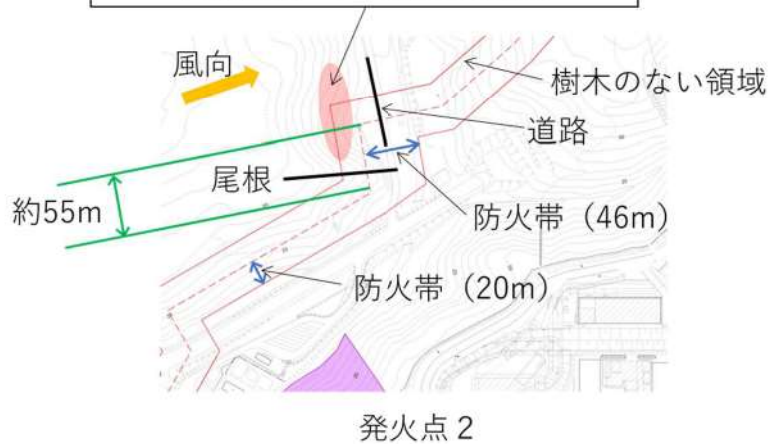 風向
樹木のない領域
道路
尾根
約55m
防火帯（46m）
防火帯（20m）
発火点２